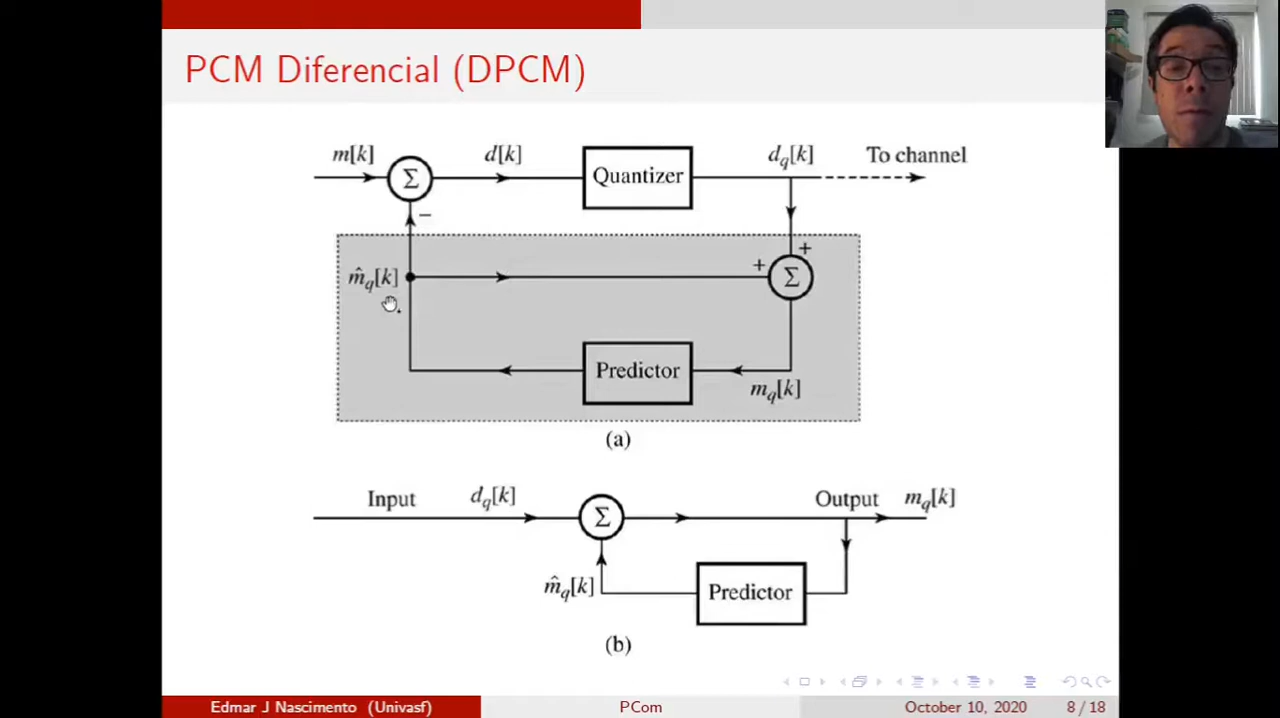 PCM Diferencial (DPCM)
m[k] d[k] Quantizer d_q[k] To channel
Σ
−
+
m̂_q[k] + Σ
Predictor
m_q[k]
(a)
Input d_q[k] Σ Output m_q[k]
m̂_q[k] Predictor
(b)
Edmar J Nascimento (Univasf) PCom October 10, 2020 8 / 18